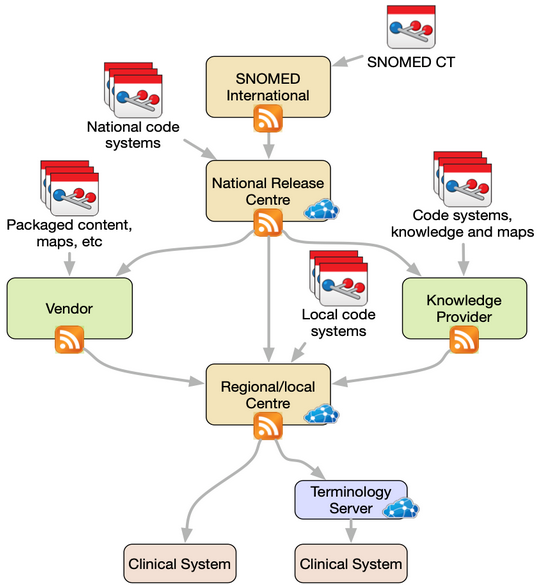 SNOMED CT
SNOMED
International
National code
systems
National Release
Centre
Packaged content,
maps, etc
Code systems,
knowledge and maps
Vendor
Local code
systems
Knowledge
Provider
Regional/local
Centre
Terminology
Server
Clinical System
Clinical System